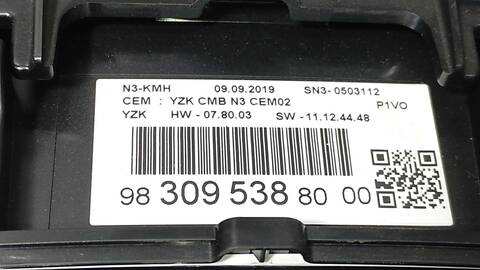 N3-KMH 09.09.2019 SN3- 0503112
CEM : YZK CMB N3 CEM02 P1VO
YZK HW - 07.80.03 SW - 11.12.44.48
98 309 538 80 00